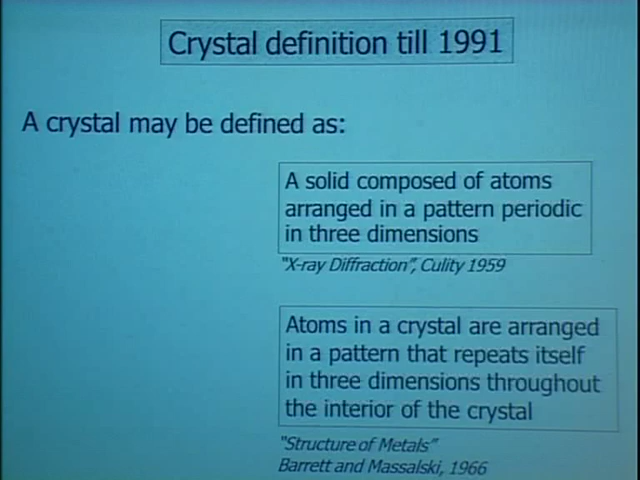 Crystal definition till 1991
A crystal may be defined as:
A solid composed of atoms
arranged in a pattern periodic
in three dimensions
"X-ray Diffraction", Culity 1959
Atoms in a crystal are arranged
in a pattern that repeats itself
in three dimensions throughout
the interior of the crystal
"Structure of Metals"
Barrett and Massalski, 1966